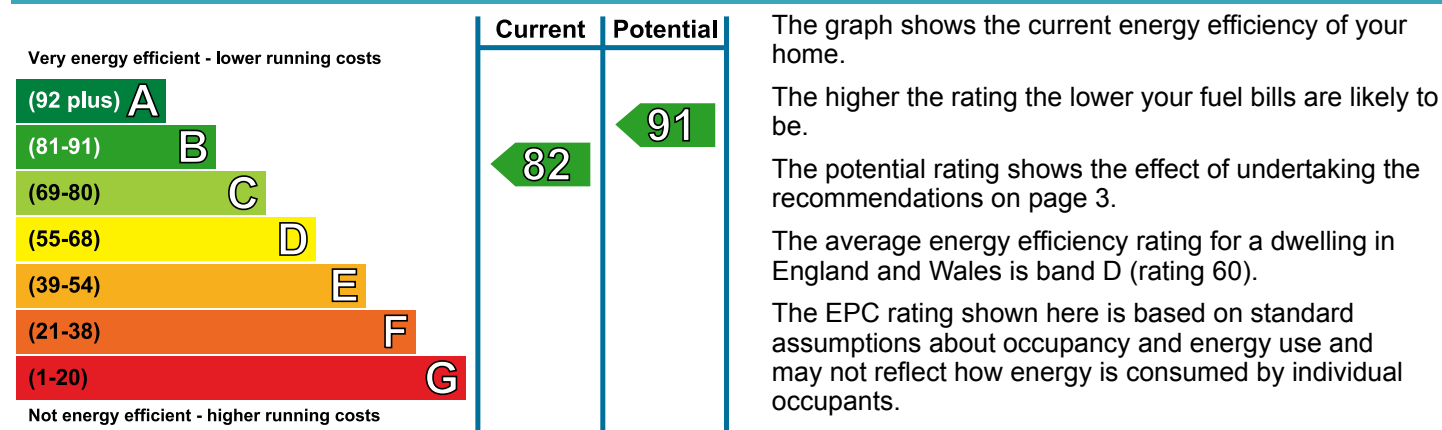 Current Potential
Very energy efficient - lower running costs
(92 plus) A
(81-91) B
(69-80) C
(55-68) D
(39-54) E
(21-38) F
(1-20) G
Not energy efficient - higher running costs
82
91
The graph shows the current energy efficiency of your
home.
The higher the rating the lower your fuel bills are likely to
be.
The potential rating shows the effect of undertaking the
recommendations on page 3.
The average energy efficiency rating for a dwelling in
England and Wales is band D (rating 60).
The EPC rating shown here is based on standard
assumptions about occupancy and energy use and
may not reflect how energy is consumed by individual
occupants.